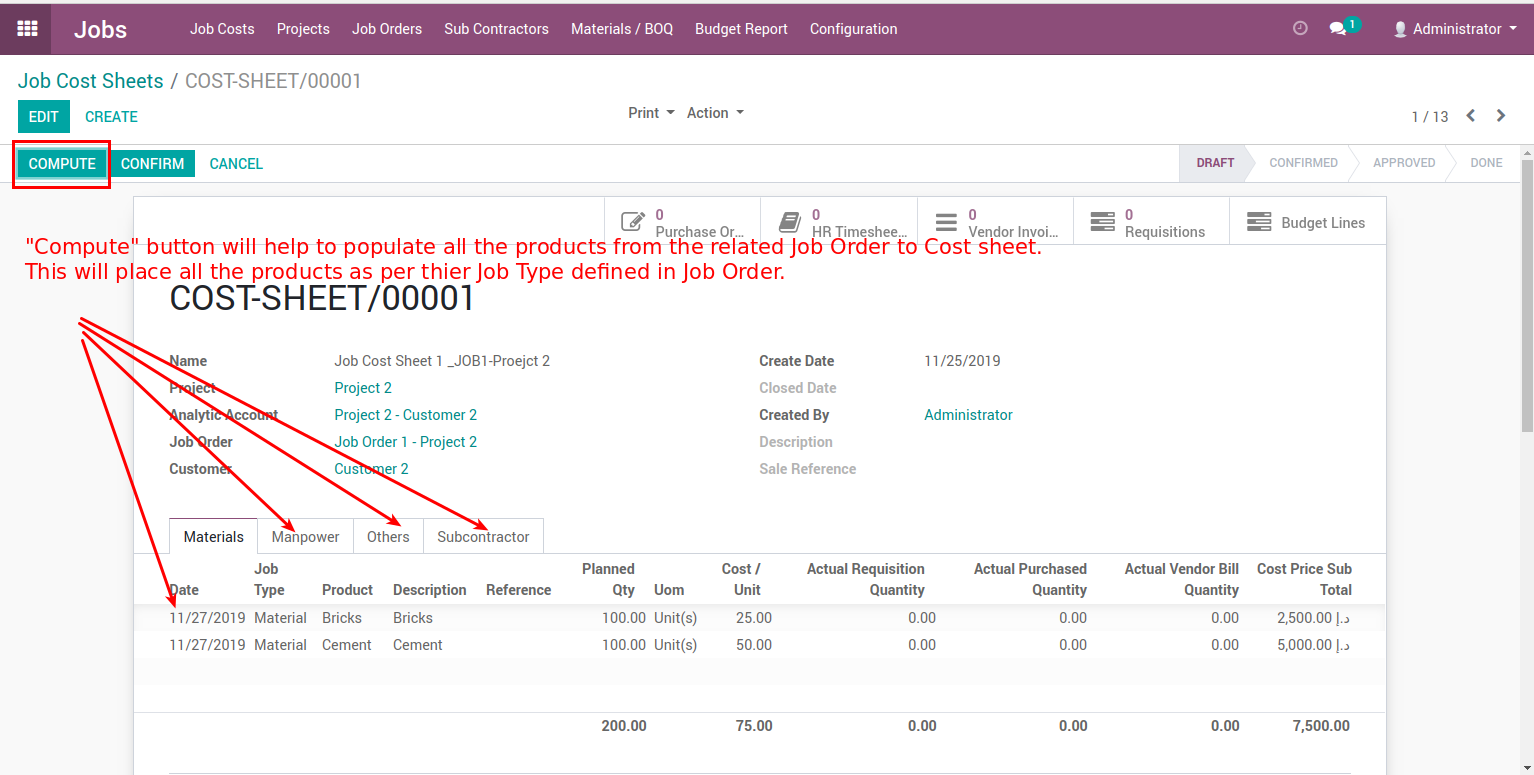 Jobs Job Costs Projects Job Orders Sub Contractors Materials / BOQ Budget Report Configuration 1 Administrator
Job Cost Sheets / COST-SHEET/00001
EDIT CREATE Print Action 1 / 13
COMPUTE CONFIRM CANCEL DRAFT CONFIRMED APPROVED DONE
0 Purchase Or... 0 HR Timeshee... 0 Vendor Invoi... 0 Requisitions Budget Lines
"Compute" button will help to populate all the products from the related Job Order to Cost sheet.
This will place all the products as per thier Job Type defined in Job Order.
COST-SHEET/00001
Name Job Cost Sheet 1 _JOB1-Proejct 2 Create Date 11/25/2019
Project Project 2 Closed Date
Analytic Account Project 2 - Customer 2 Created By Administrator
Job Order Job Order 1 - Project 2 Description
Customer Customer 2 Sale Reference
Materials Manpower Others Subcontractor
Job Planned Cost / Actual Requisition Actual Purchased Actual Vendor Bill Cost Price Sub
Date Type Product Description Reference Qty Uom Unit Quantity Quantity Quantity Total
11/27/2019 Material Bricks Bricks 100.00 Unit(s) 25.00 0.00 0.00 0.00 2,500.00 د.إ
11/27/2019 Material Cement Cement 100.00 Unit(s) 50.00 0.00 0.00 0.00 5,000.00 د.إ
200.00 75.00 0.00 0.00 0.00 7,500.00